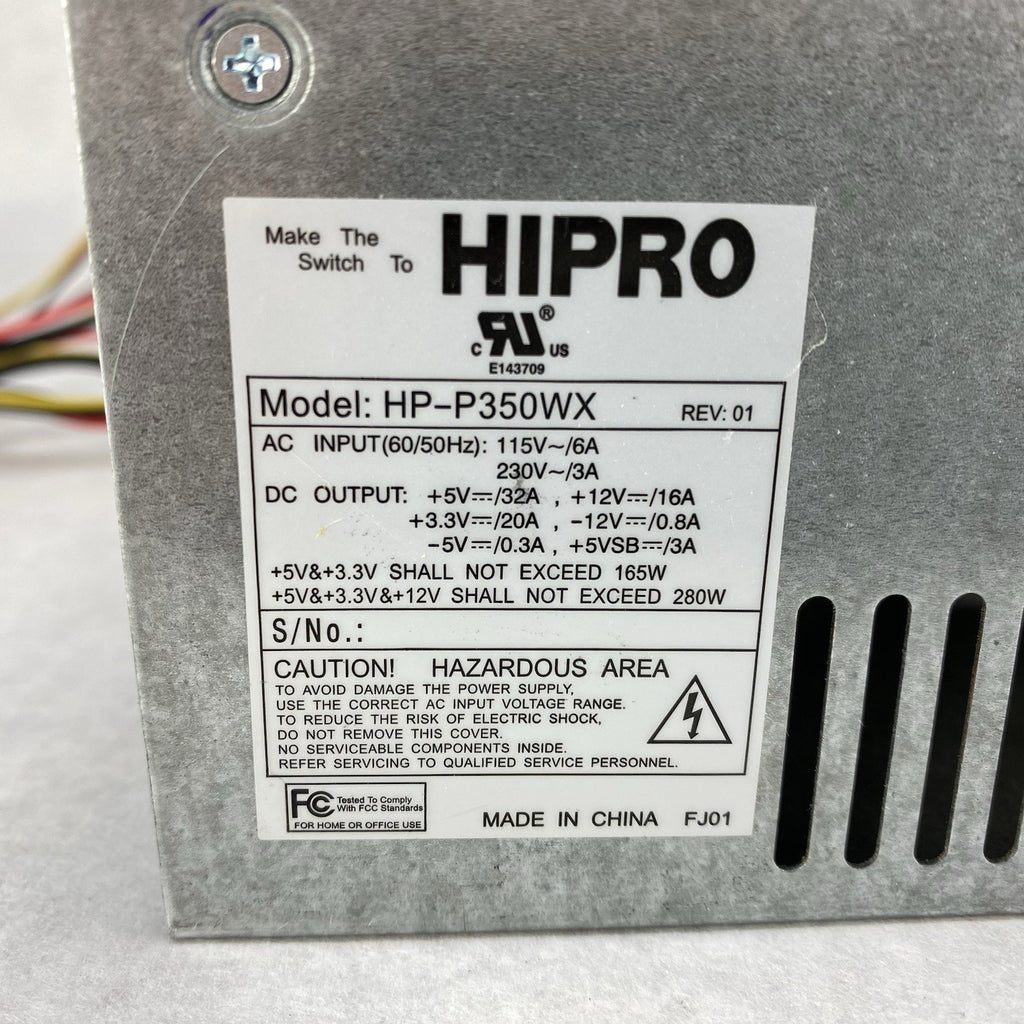 Make The
Switch To
HIPRO
C RU® US
E143709
Model: HP-P350WX REV: 01
AC INPUT(60/50Hz): 115V~/6A
230V~/3A
DC OUTPUT: +5V⎓/32A , +12V⎓/16A
+3.3V⎓/20A , -12V⎓/0.8A
-5V⎓/0.3A , +5VSB⎓/3A
+5V&+3.3V SHALL NOT EXCEED 165W
+5V&+3.3V&+12V SHALL NOT EXCEED 280W
S/No.:
CAUTION! HAZARDOUS AREA
TO AVOID DAMAGE THE POWER SUPPLY,
USE THE CORRECT AC INPUT VOLTAGE RANGE.
TO REDUCE THE RISK OF ELECTRIC SHOCK,
DO NOT REMOVE THIS COVER.
NO SERVICEABLE COMPONENTS INSIDE.
REFER SERVICING TO QUALIFIED SERVICE PERSONNEL.
FC Tested To Comply
With FCC Standards
FOR HOME OR OFFICE USE
MADE IN CHINA FJ01